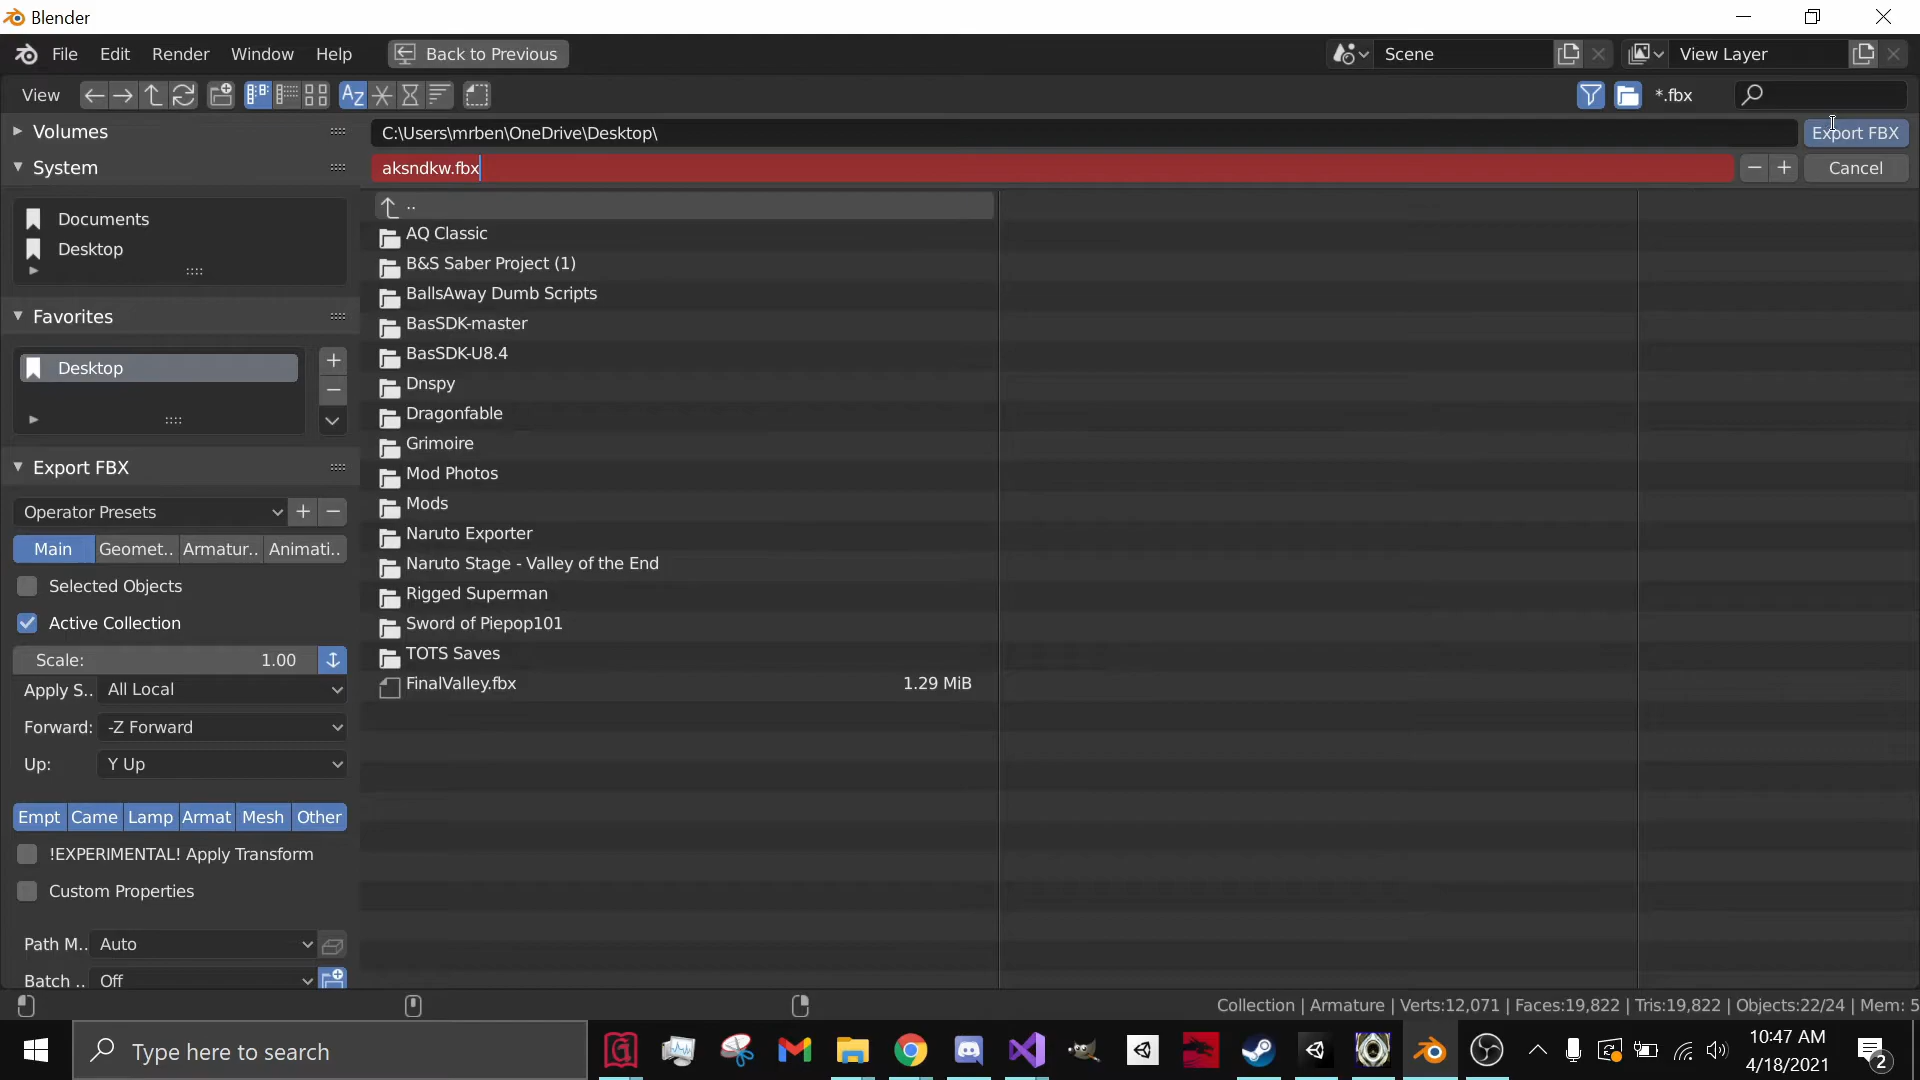 Blender
File Edit Render Window Help Back to Previous Scene View Layer
View *.fbx
Volumes
C:\Users\mrben\OneDrive\Desktop\ Export FBX
System
aksndkw.fbx Cancel
Documents
Desktop
Favorites
Desktop
Export FBX
Operator Presets
Main Geomet.. Armatur.. Animati..
Selected Objects
Active Collection
Scale: 1.00
Apply S.. All Local
Forward: -Z Forward
Up: Y Up
Empt Came Lamp Armat Mesh Other
!EXPERIMENTAL! Apply Transform
Custom Properties
Path M.. Auto
Batch .. Off
..
AQ Classic
B&S Saber Project (1)
BallsAway Dumb Scripts
BasSDK-master
BasSDK-U8.4
Dnspy
Dragonfable
Grimoire
Mod Photos
Mods
Naruto Exporter
Naruto Stage - Valley of the End
Rigged Superman
Sword of Piepop101
TOTS Saves
FinalValley.fbx 1.29 MiB
Collection | Armature | Verts:12,071 | Faces:19,822 | Tris:19,822 | Objects:22/24 | Mem: 5
Type here to search
10:47 AM
4/18/2021
2